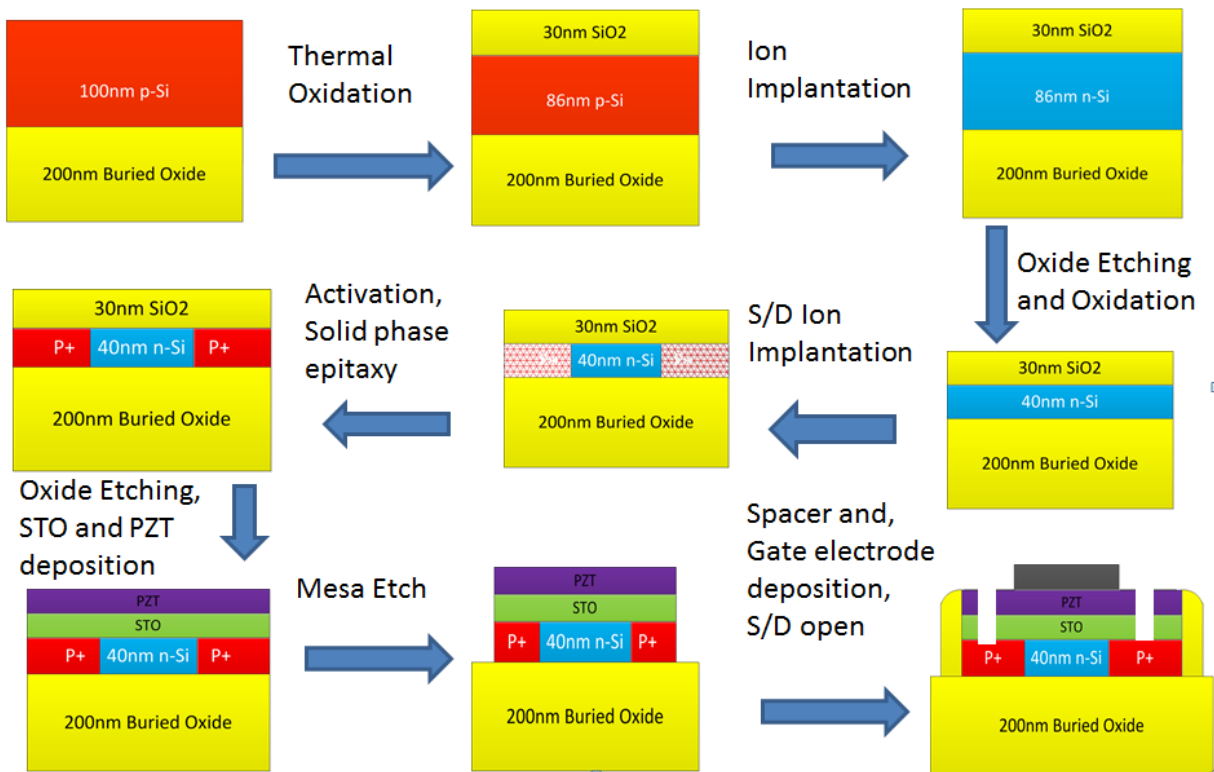 100nm p-Si
200nm Buried Oxide
Thermal
Oxidation
30nm SiO2
86nm p-Si
200nm Buried Oxide
Ion
Implantation
30nm SiO2
86nm n-Si
200nm Buried Oxide
Oxide Etching
and Oxidation
30nm SiO2
40nm n-Si
200nm Buried Oxide
S/D Ion
Implantation
30nm SiO2
40nm n-Si
200nm Buried Oxide
Activation,
Solid phase
epitaxy
30nm SiO2
P+ 40nm n-Si P+
200nm Buried Oxide
Oxide Etching,
STO and PZT
deposition
PZT
STO
P+ 40nm n-Si P+
200nm Buried Oxide
Mesa Etch
PZT
STO
P+ 40nm n-Si P+
200nm Buried Oxide
Spacer and,
Gate electrode
deposition,
S/D open
PZT
STO
P+ 40nm n-Si P+
200nm Buried Oxide